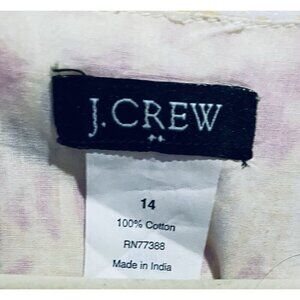 J.CREW
14
100% Cotton
RN77388
Made in India